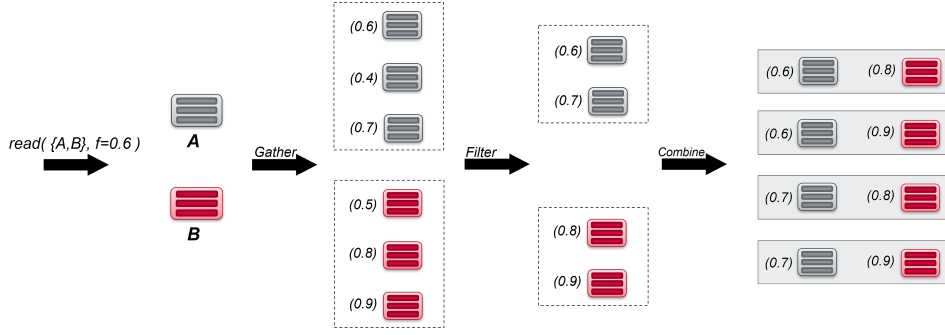 read( {A,B}, f=0.6 )
A
B
Gather
(0.6)
(0.4)
(0.7)
(0.5)
(0.8)
(0.9)
Filter
(0.6)
(0.7)
(0.8)
(0.9)
Combine
(0.6) (0.8)
(0.6) (0.9)
(0.7) (0.8)
(0.7) (0.9)